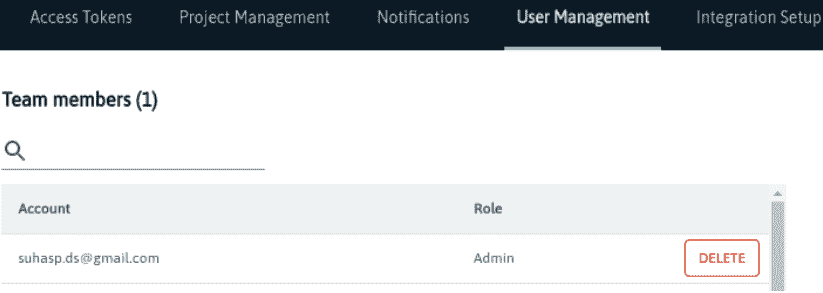 Access Tokens Project Management Notifications User Management Integration Setup
Team members (1)
Account Role
suhasp.ds@gmail.com Admin DELETE